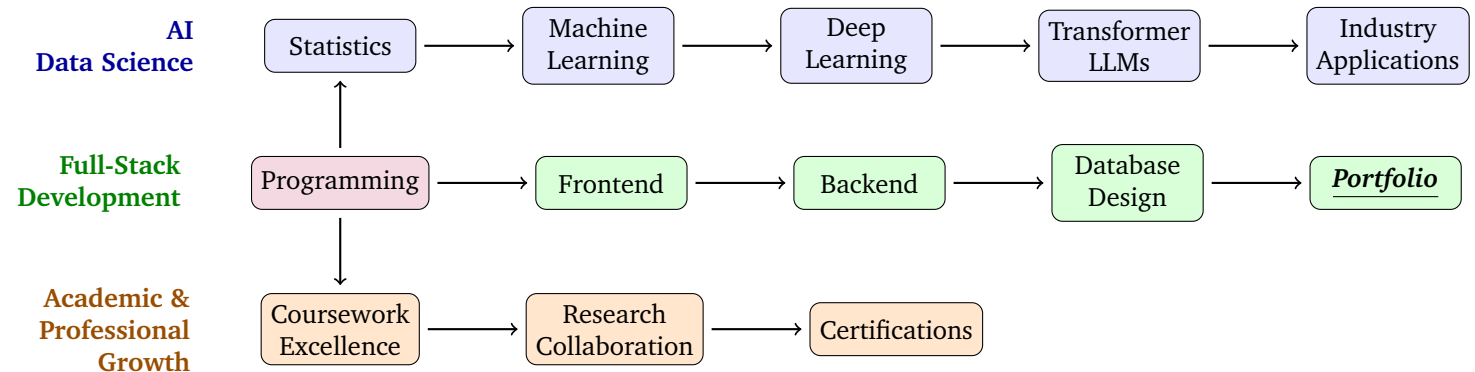 AI
Data Science
Statistics
Machine
Learning
Deep
Learning
Transformer
LLMs
Industry
Applications
Full-Stack
Development
Programming
Frontend
Backend
Database
Design
Portfolio
Academic &
Professional
Growth
Coursework
Excellence
Research
Collaboration
Certifications